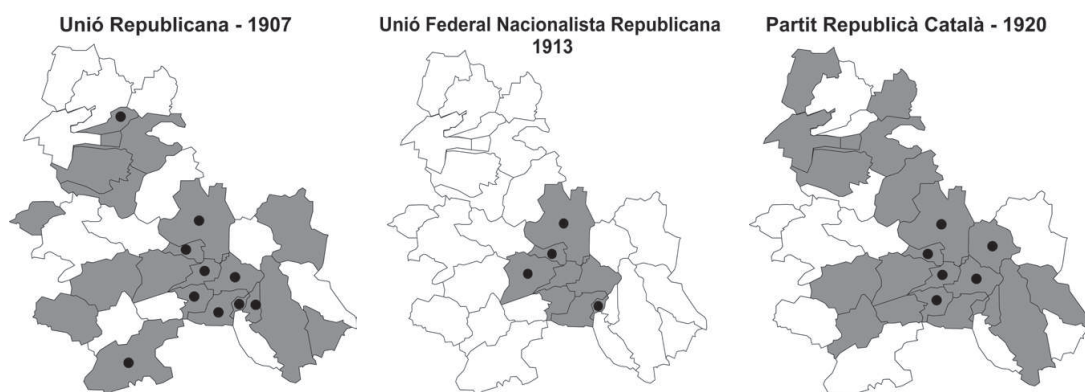 Unió Republicana - 1907
Unió Federal Nacionalista Republicana
1913
Partit Republicà Català - 1920